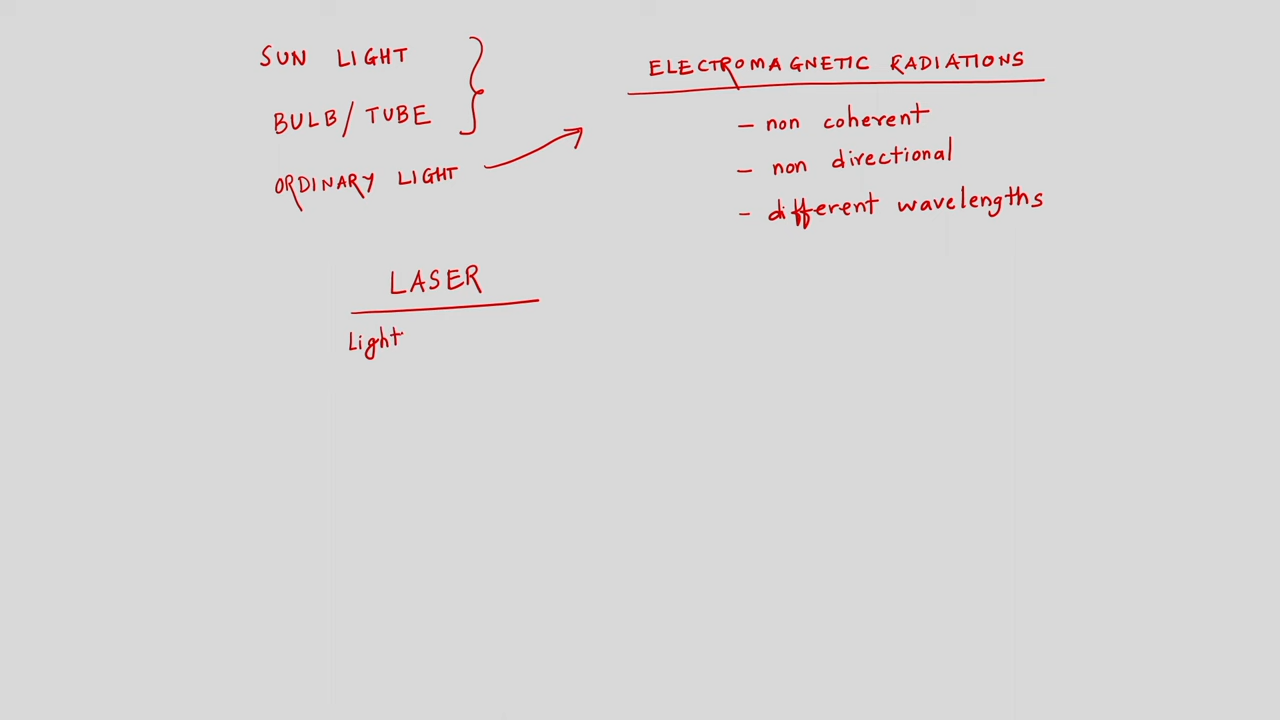 SUN LIGHT
BULB/TUBE
ORDINARY LIGHT
ELECTROMAGNETIC RADIATIONS
- non coherent
- non directional
- different wavelengths
LASER
Light